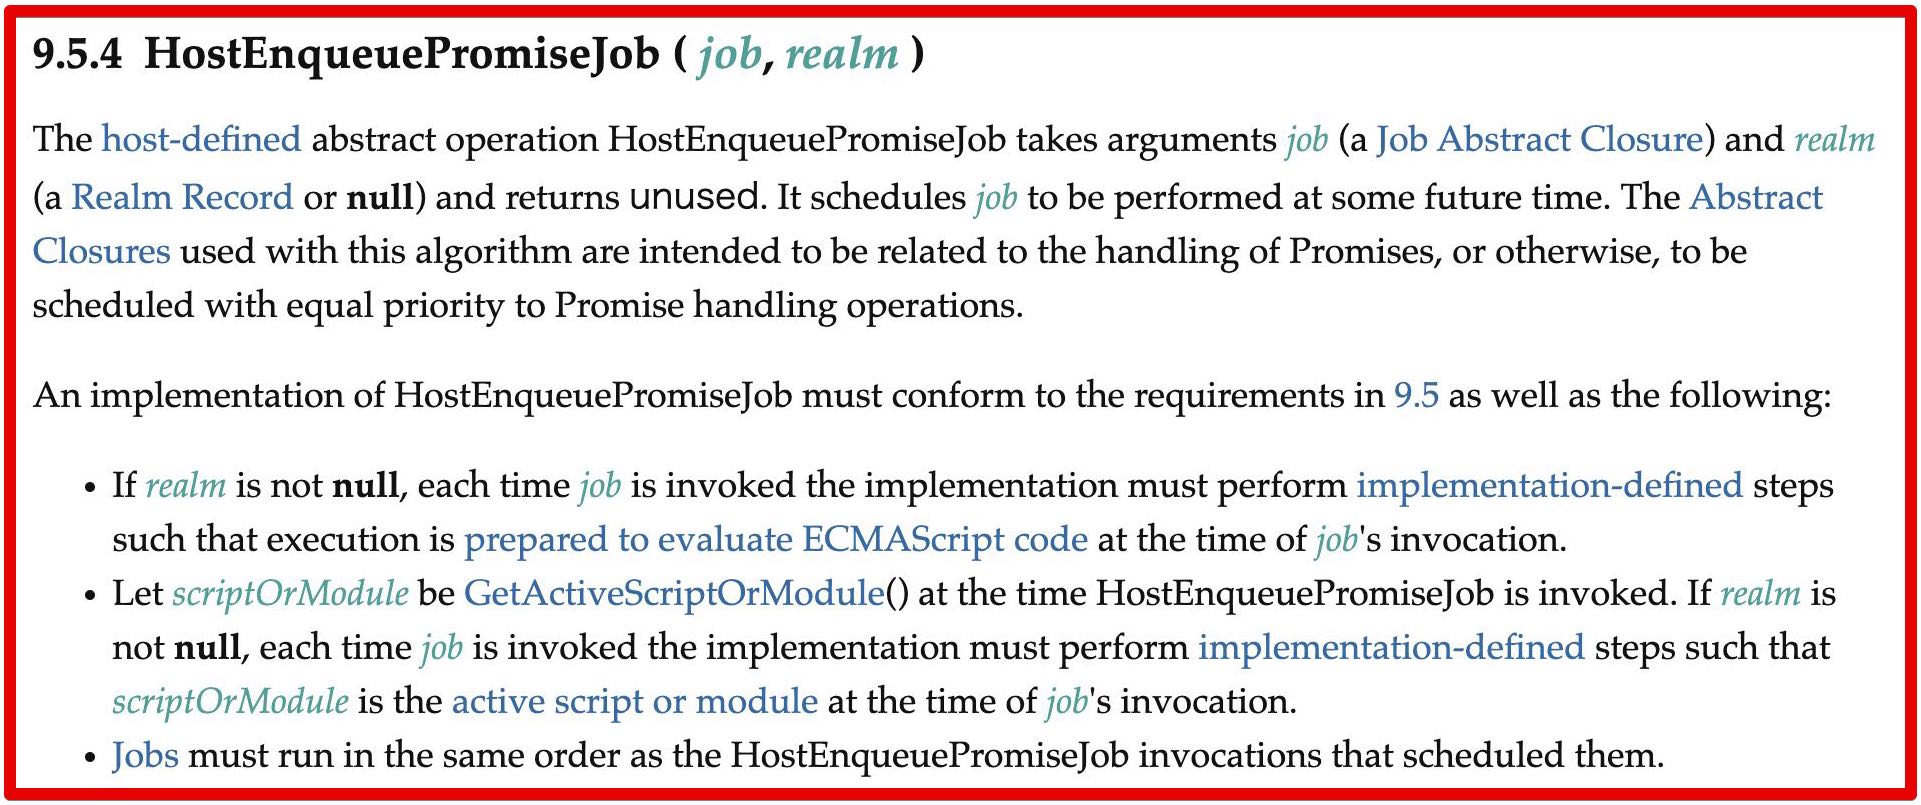 9.5.4 HostEnqueuePromiseJob ( job, realm )
The host-defined abstract operation HostEnqueuePromiseJob takes arguments job (a Job Abstract Closure) and realm
(a Realm Record or null) and returns unused. It schedules job to be performed at some future time. The Abstract
Closures used with this algorithm are intended to be related to the handling of Promises, or otherwise, to be
scheduled with equal priority to Promise handling operations.
An implementation of HostEnqueuePromiseJob must conform to the requirements in 9.5 as well as the following:
• If realm is not null, each time job is invoked the implementation must perform implementation-defined steps
such that execution is prepared to evaluate ECMAScript code at the time of job's invocation.
• Let scriptOrModule be GetActiveScriptOrModule() at the time HostEnqueuePromiseJob is invoked. If realm is
not null, each time job is invoked the implementation must perform implementation-defined steps such that
scriptOrModule is the active script or module at the time of job's invocation.
• Jobs must run in the same order as the HostEnqueuePromiseJob invocations that scheduled them.